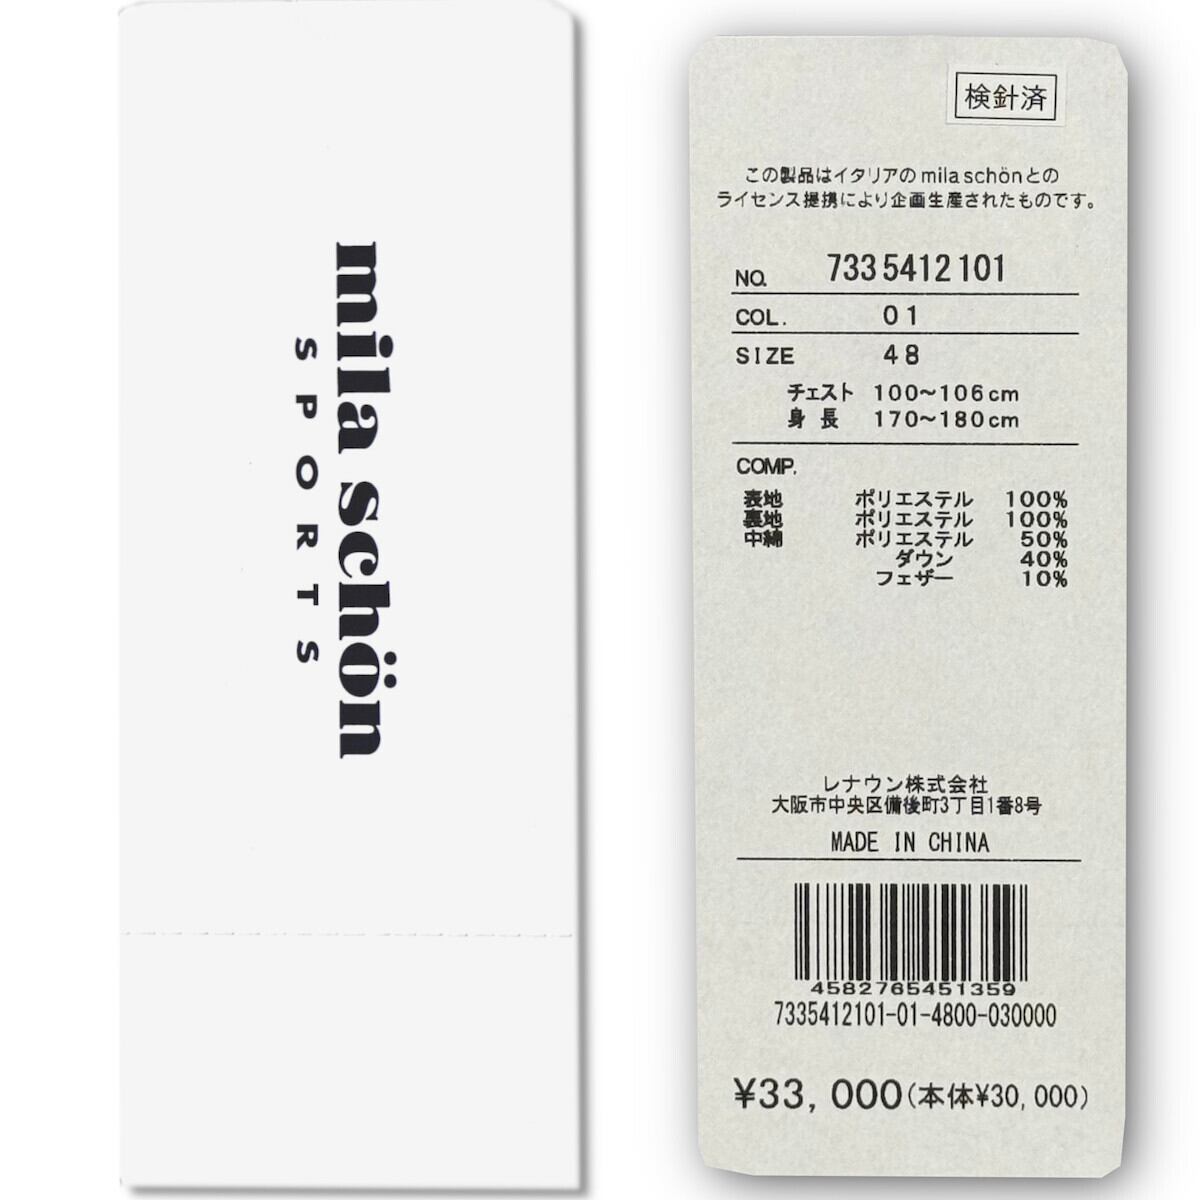 mila schön
SPORTS
検針済
この製品はイタリアのmila schönとの
ライセンス提携により企画生産されたものです。
NO. 7335412101
COL. 01
SIZE 48
チェスト 100～106cm
身長 170～180cm
COMP.
表地 ポリエステル 100%
裏地 ポリエステル 100%
中綿 ポリエステル 50%
ダウン 40%
フェザー 10%
レナウン株式会社
大阪市中央区備後町3丁目1番8号
MADE IN CHINA
4582765451359
7335412101-01-4800-030000
¥33,000(本体¥30,000)